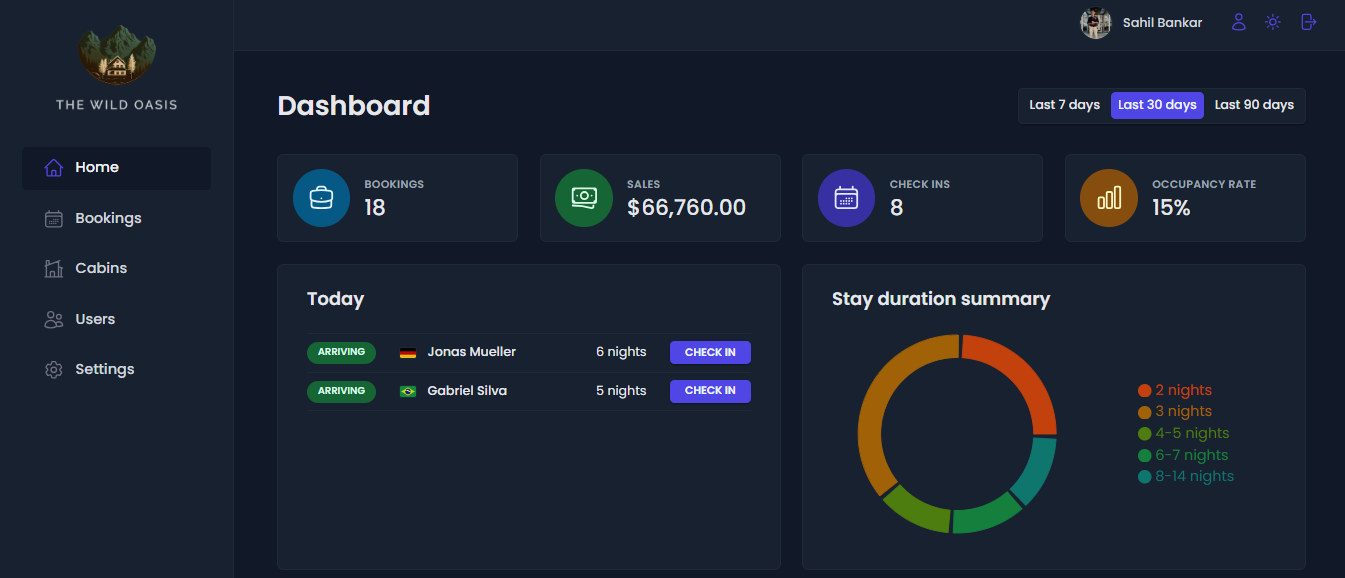 THE WILD OASIS
Home
Bookings
Cabins
Users
Settings
Sahil Bankar
Dashboard
Last 7 days Last 30 days Last 90 days
BOOKINGS
18
SALES
$66,760.00
CHECK INS
8
OCCUPANCY RATE
15%
Today
ARRIVING Jonas Mueller 6 nights CHECK IN
ARRIVING Gabriel Silva 5 nights CHECK IN
Stay duration summary
2 nights
3 nights
4-5 nights
6-7 nights
8-14 nights